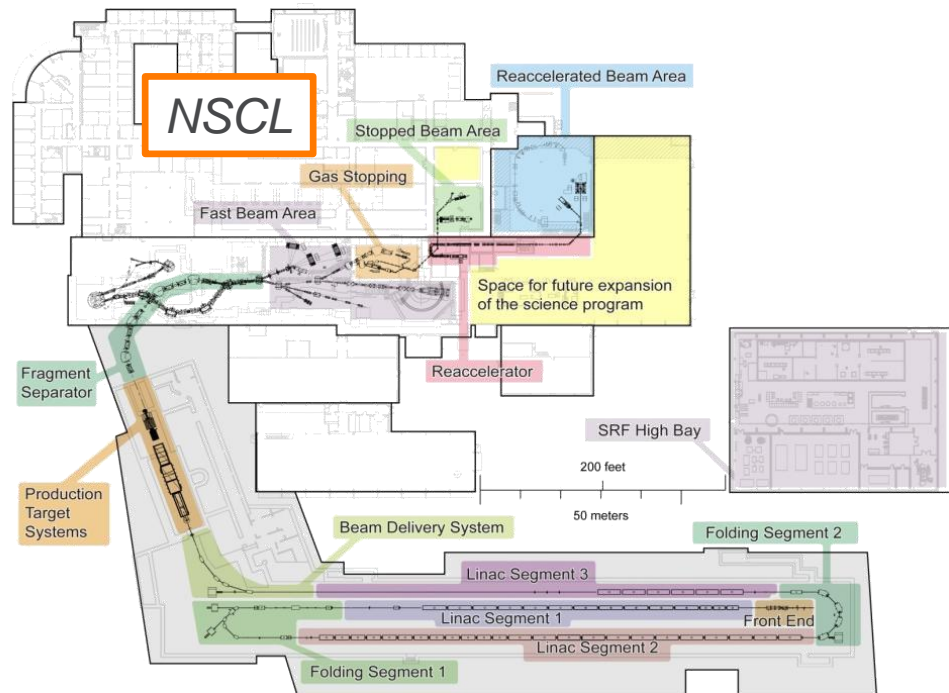 NSCL
Reaccelerated Beam Area
Stopped Beam Area
Gas Stopping
Fast Beam Area
Space for future expansion
of the science program
Fragment
Separator
Reaccelerator
SRF High Bay
200 feet
50 meters
Production
Target
Systems
Beam Delivery System
Folding Segment 2
Linac Segment 3
Linac Segment 1
Front End
Linac Segment 2
Folding Segment 1